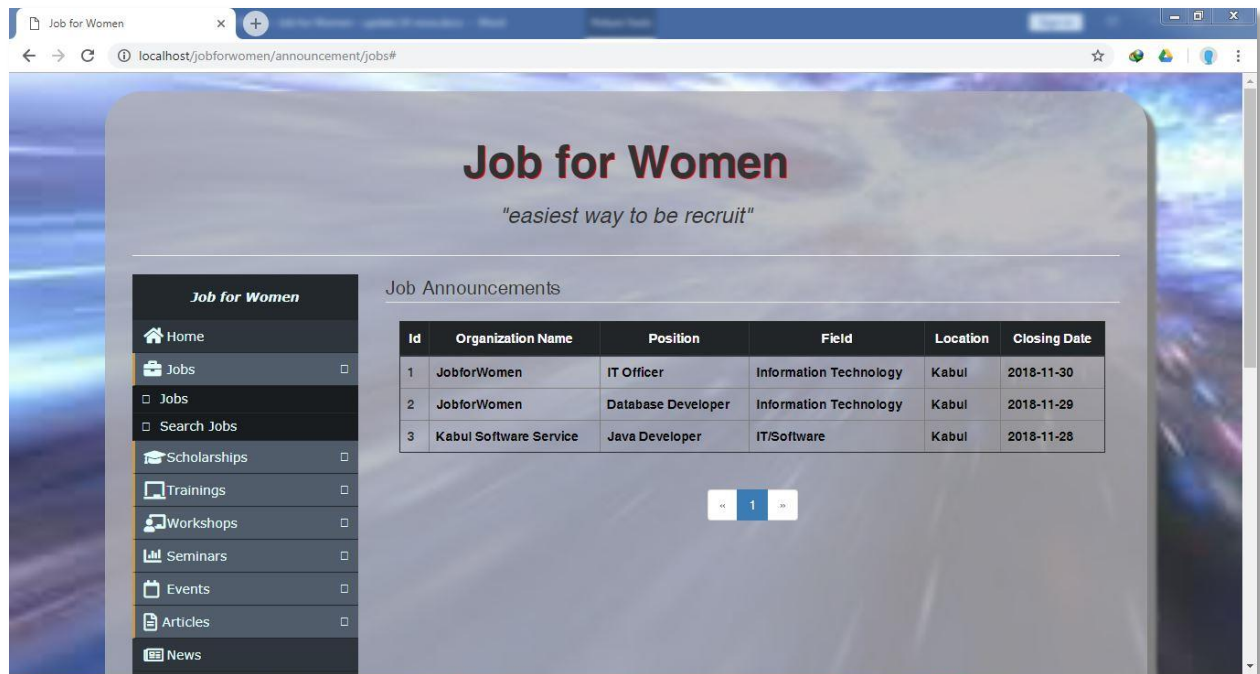 Job for Women
localhost/jobforwomen/announcement/jobs#
Job for Women
"easiest way to be recruit"
Job for Women
Home
Jobs
Jobs
Search Jobs
Scholarships
Trainings
Workshops
Seminars
Events
Articles
News
Job Announcements
Id Organization Name Position Field Location Closing Date
1 JobforWomen IT Officer Information Technology Kabul 2018-11-30
2 JobforWomen Database Developer Information Technology Kabul 2018-11-29
3 Kabul Software Service Java Developer IT/Software Kabul 2018-11-28
« 1 »